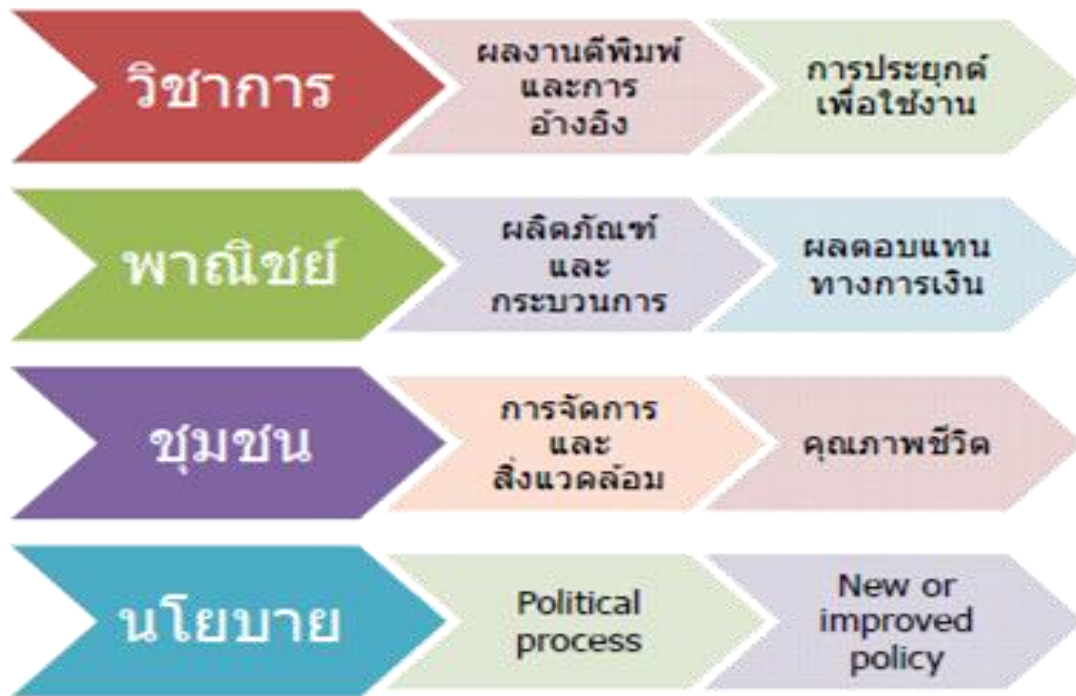 วิชาการ
ผลงานตีพิมพ์
และการ
อ้างอิง
การประยุกต์
เพื่อใช้งาน
พาณิชย์
ผลิตภัณฑ์
และ
กระบวนการ
ผลตอบแทน
ทางการเงิน
ชุมชน
การจัดการ
และ
สิ่งแวดล้อม
คุณภาพชีวิต
นโยบาย
Political
process
New or
improved
policy